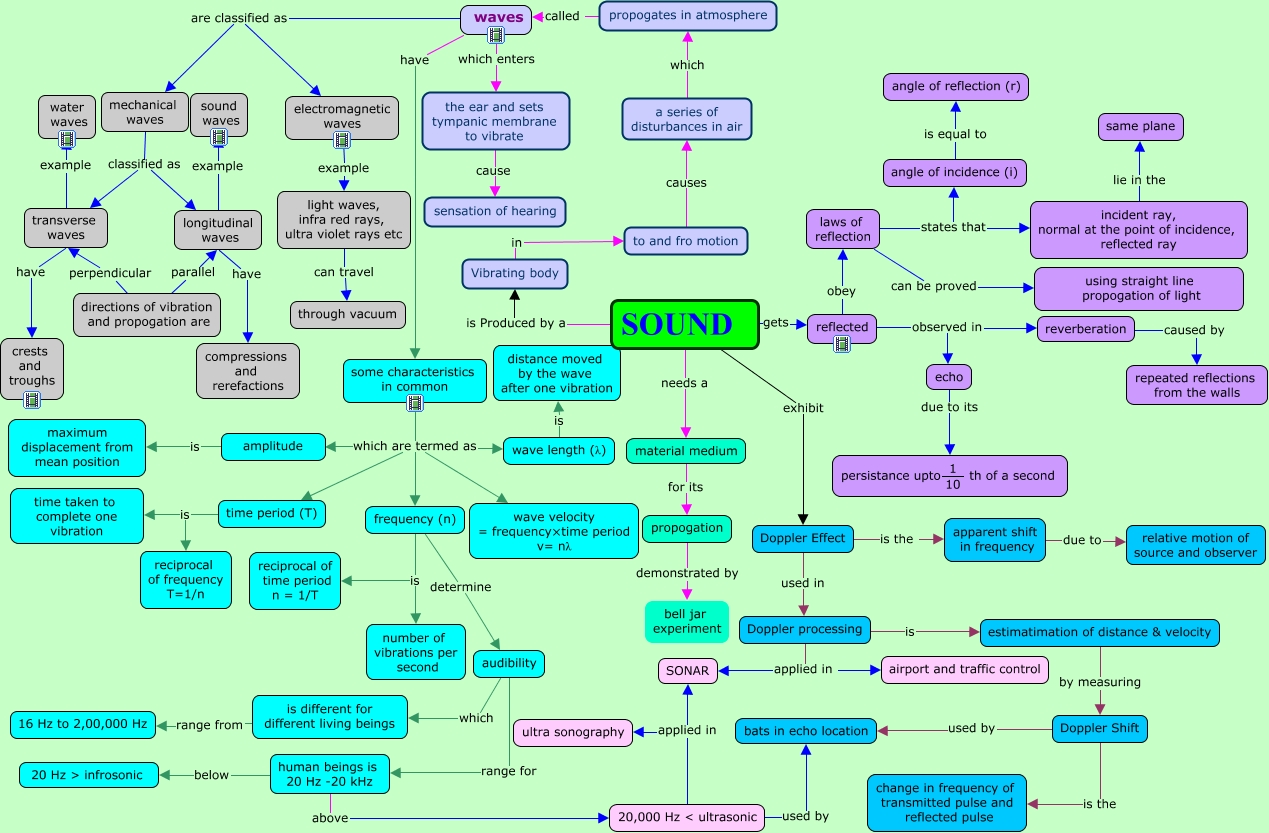 are classified as
waves
called
propogates in atmosphere
have
which enters
which
water
waves
mechanical
waves
sound
waves
electromagnetic
waves
the ear and sets
tympanic membrane
to vibrate
a series of
disturbances in air
angle of reflection (r)
is equal to
same plane
example
classified as
example
example
cause
causes
angle of incidence (i)
lie in the
transverse
waves
longitudinal
waves
light waves,
infra red rays,
ultra violet rays etc
sensation of hearing
in
to and fro motion
laws of
reflection
states that
incident ray,
normal at the point of incidence,
reflected ray
have
perpendicular
parallel
have
can travel
Vibrating body
obey
can be proved
using straight line
propogation of light
directions of vibration
and propogation are
through vacuum
is Produced by a
SOUND
gets
reflected
observed in
reverberation
caused by
crests
and
troughs
compressions
and
rerefactions
some characteristics
in common
distance moved
by the wave
after one vibration
needs a
exhibit
echo
repeated reflections
from the walls
due to its
is
maximum
displacement from
mean position
is
amplitude
which are termed as
wave length (λ)
material medium
persistance upto 1/10 th of a second
for its
time taken to
complete one
vibration
is
time period (T)
frequency (n)
wave velocity
= frequency×time period
v= nλ
propogation
Doppler Effect
is the
apparent shift
in frequency
due to
relative motion of
source and observer
reciprocal
of frequency
T=1/n
reciprocal of
time period
n = 1/T
is
determine
demonstrated by
used in
bell jar
experiment
number of
vibrations per
second
audibility
Doppler processing
is
estimatimation of distance & velocity
SONAR
applied in
airport and traffic control
by measuring
16 Hz to 2,00,000 Hz
range from
is different for
different living beings
which
ultra sonography
applied in
bats in echo location
used by
Doppler Shift
20 Hz > infrosonic
below
human beings is
20 Hz -20 kHz
range for
change in frequency of
transmitted pulse and
reflected pulse
is the
above
20,000 Hz < ultrasonic
used by